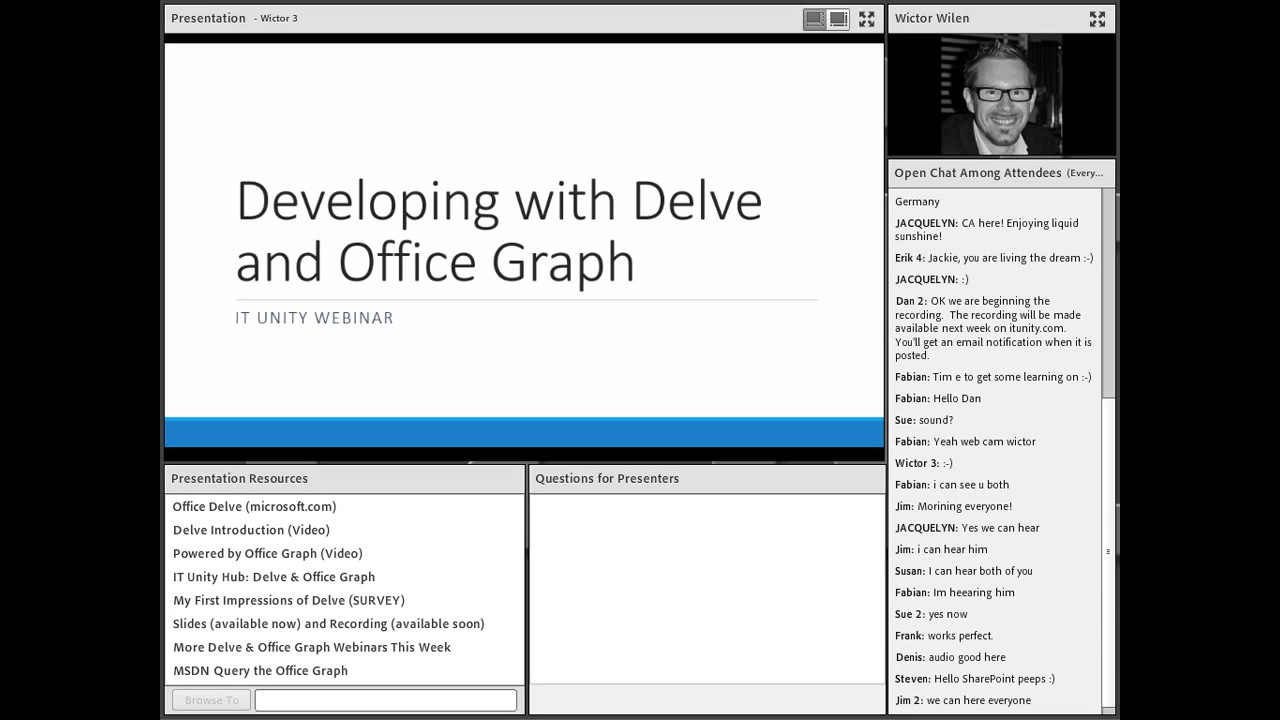 Presentation - Wictor 3
Developing with Delve
and Office Graph
IT UNITY WEBINAR
Presentation Resources
Office Delve (microsoft.com)
Delve Introduction (Video)
Powered by Office Graph (Video)
IT Unity Hub: Delve & Office Graph
My First Impressions of Delve (SURVEY)
Slides (available now) and Recording (available soon)
More Delve & Office Graph Webinars This Week
MSDN Query the Office Graph
Browse To
Questions for Presenters
Wictor Wilen
Open Chat Among Attendees (Every...
Germany
JACQUELYN: CA here! Enjoying liquid
sunshine!
Erik 4: Jackie, you are living the dream :-)
JACQUELYN: :)
Dan 2: OK we are beginning the
recording. The recording will be made
available next week on itunity.com.
You'll get an email notification when it is
posted.
Fabian: Tim e to get some learning on :-)
Fabian: Hello Dan
Sue: sound?
Fabian: Yeah web cam wictor
Wictor 3: :-)
Fabian: i can see u both
Jim: Morining everyone!
JACQUELYN: Yes we can hear
Jim: i can hear him
Susan: I can hear both of you
Fabian: Im heearing him
Sue 2: yes now
Frank: works perfect.
Denis: audio good here
Steven: Hello SharePoint peeps :)
Jim 2: we can here everyone